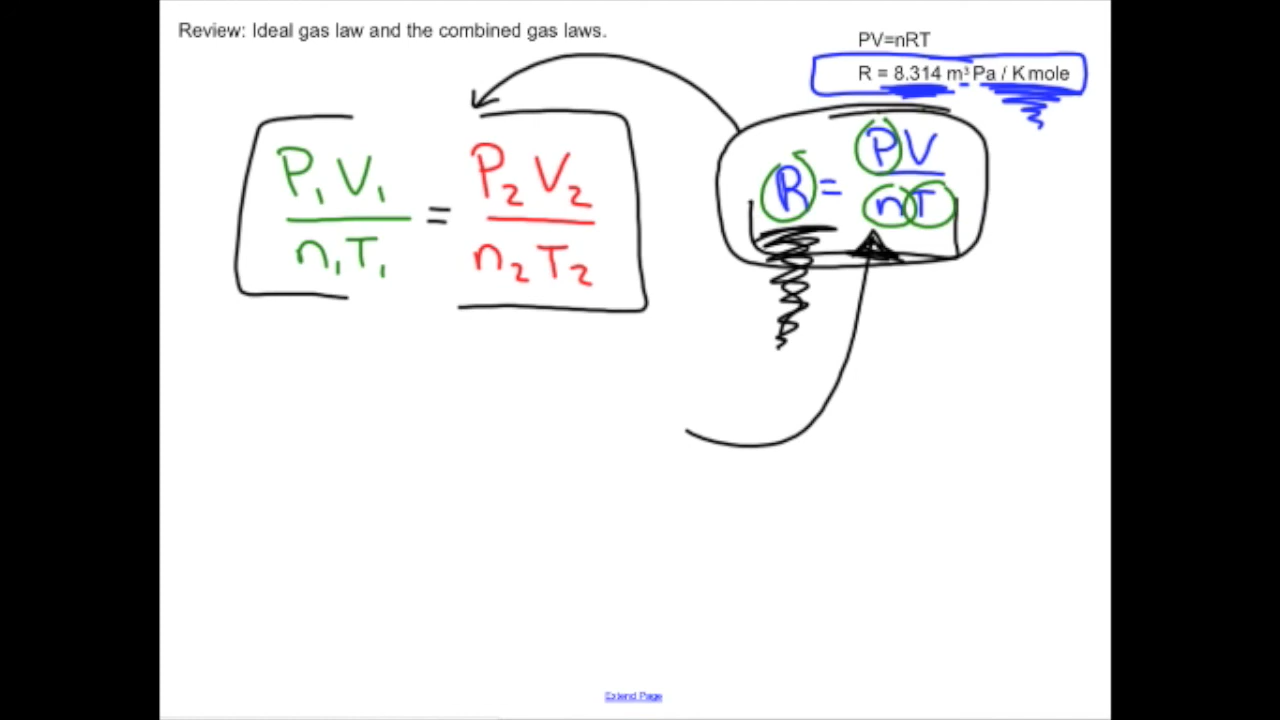 Review: Ideal gas law and the combined gas laws.
PV=nRT
R = 8.314 m³ Pa / K mole
P₁V₁/n₁T₁ = P₂V₂/n₂T₂
R = PV/nT
Extend Page